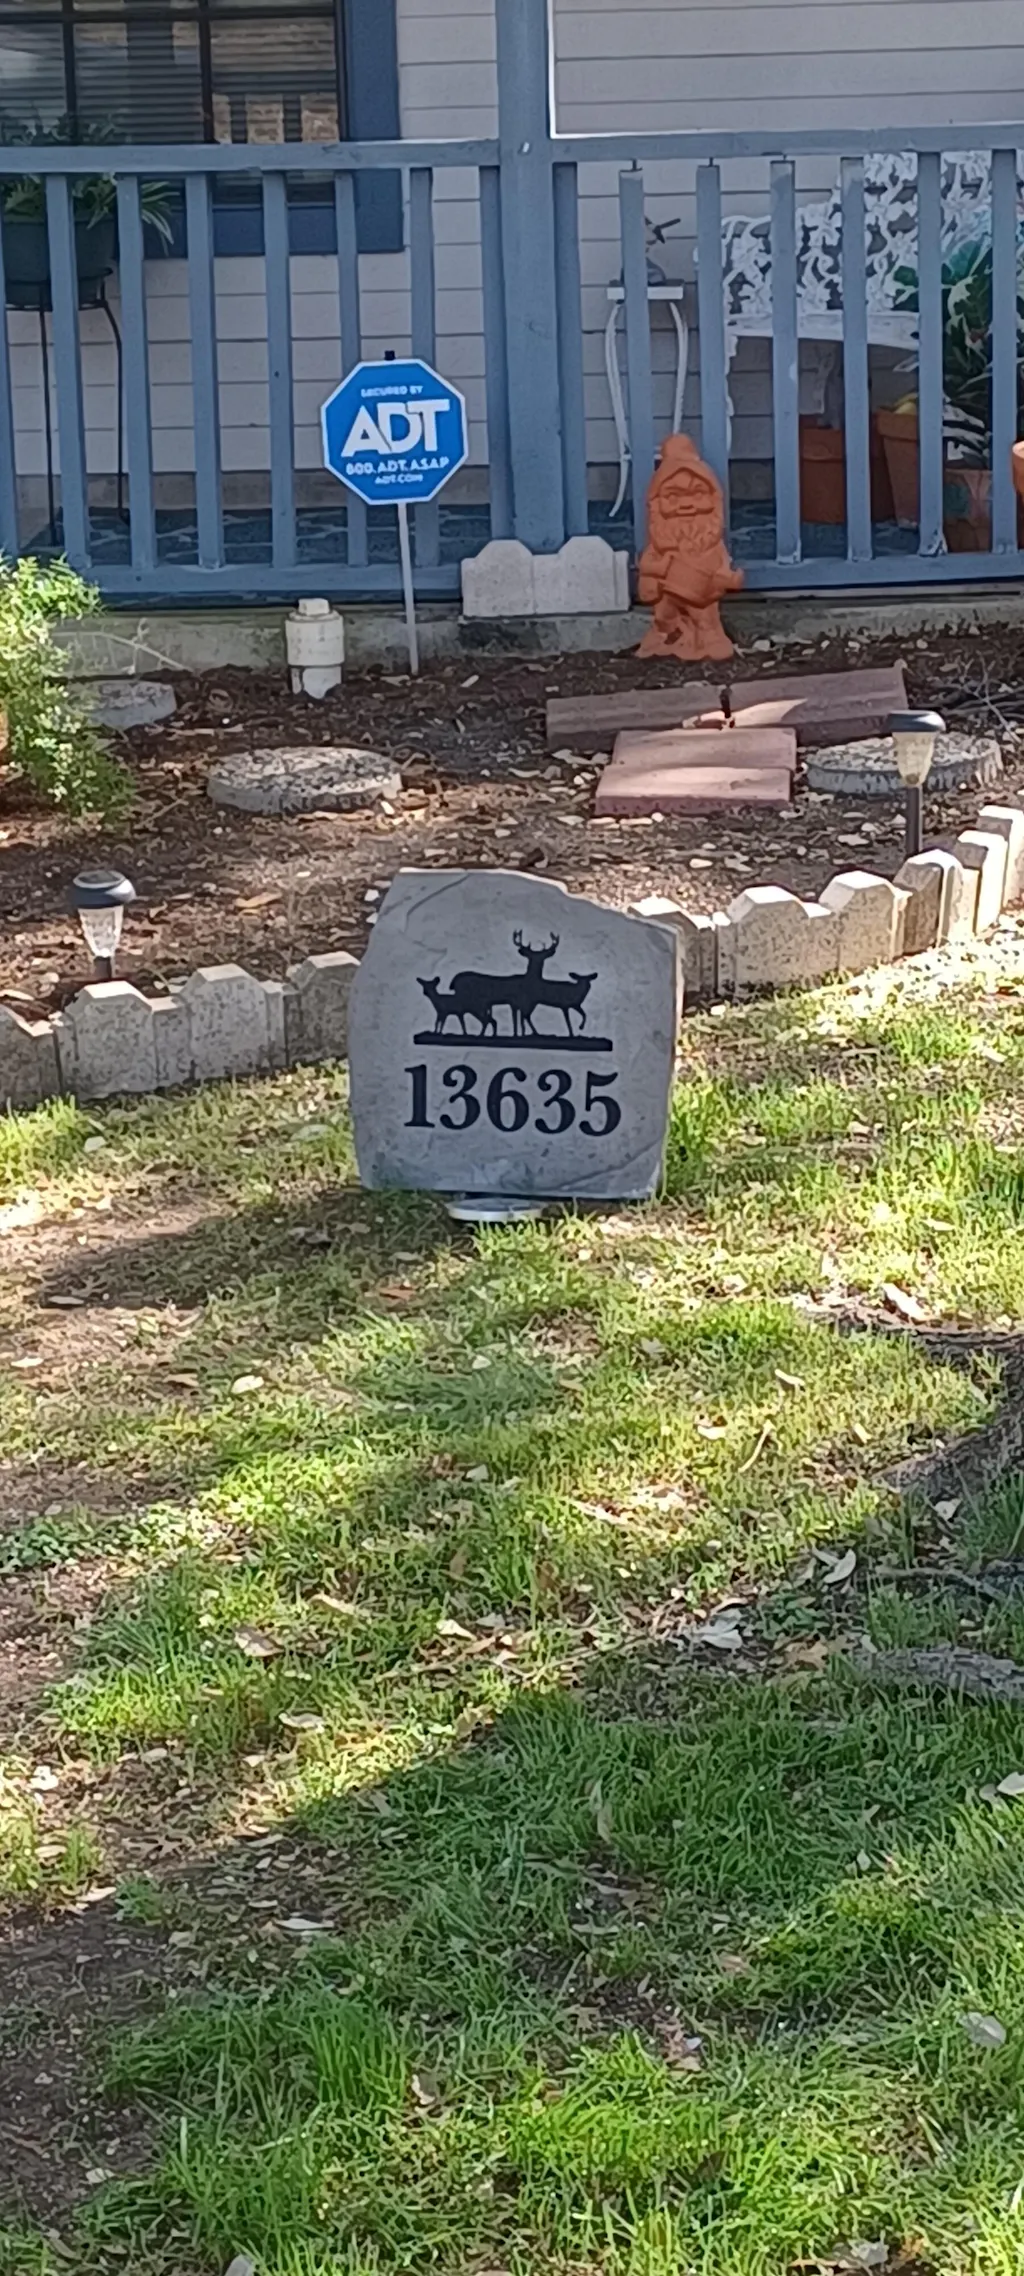 SECURED BY
ADT
800.ADT.ASAP
ADT.COM
13635